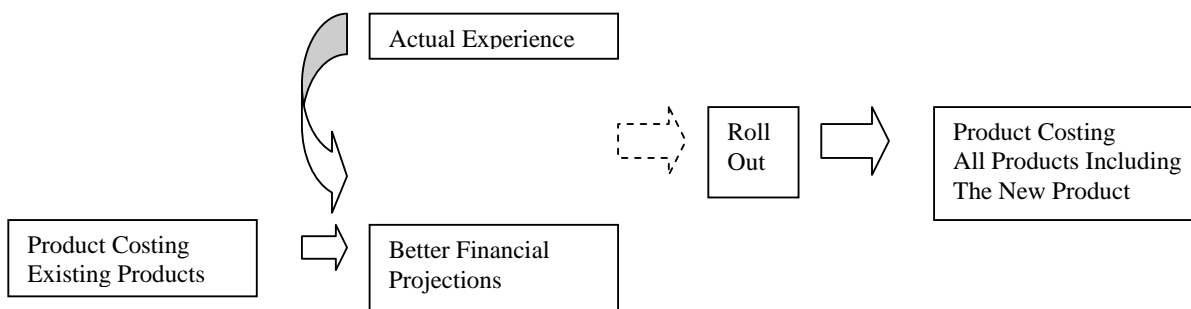 Actual Experience
Roll
Out
Product Costing
All Products Including
The New Product
Product Costing
Existing Products
Better Financial
Projections